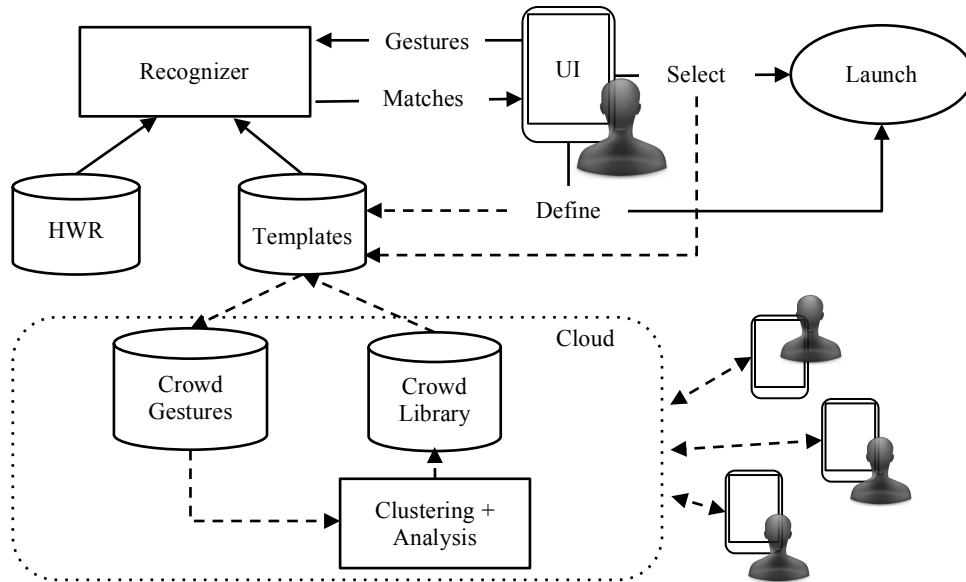 Gestures
Recognizer
UI
Select
Launch
Matches
HWR
Templates
Define
Cloud
Crowd
Gestures
Crowd
Library
Clustering +
Analysis